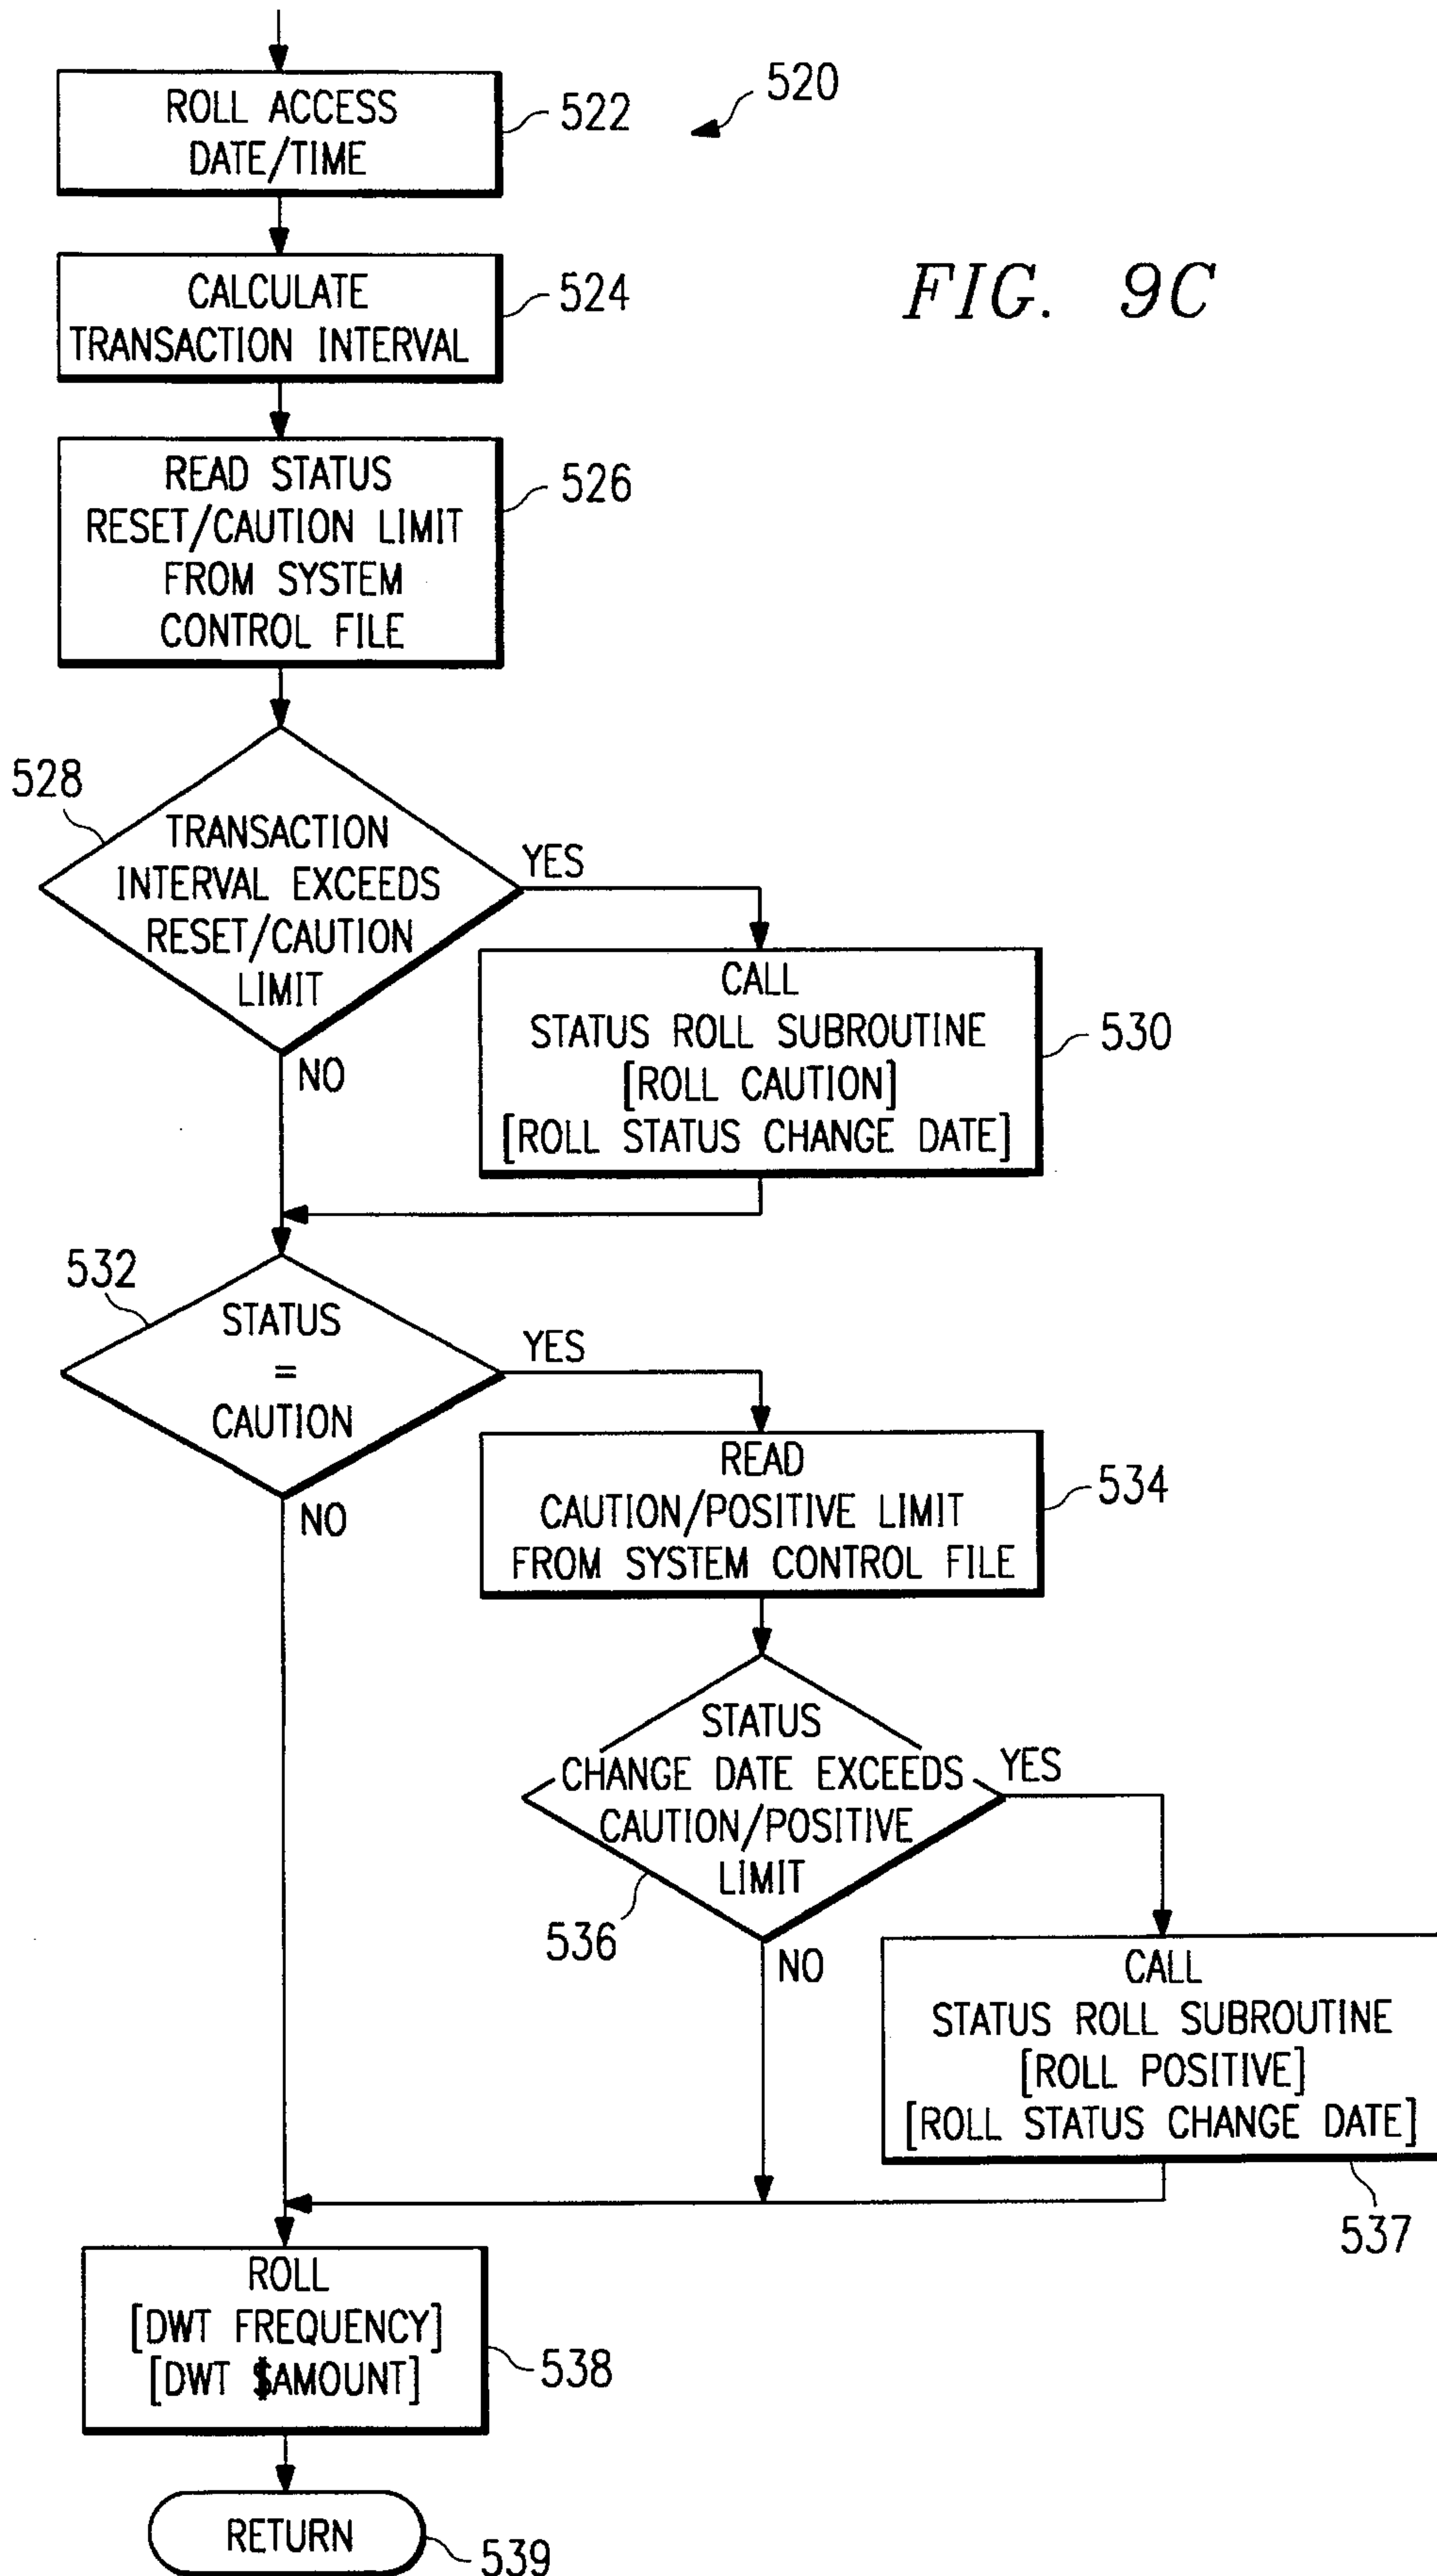 ROLL ACCESS
DATE/TIME
522
520
CALCULATE
TRANSACTION INTERVAL
524
FIG. 9C
READ STATUS
RESET/CAUTION LIMIT
FROM SYSTEM
CONTROL FILE
526
528
TRANSACTION
INTERVAL EXCEEDS
RESET/CAUTION
LIMIT
YES
NO
CALL
STATUS ROLL SUBROUTINE
[ROLL CAUTION]
[ROLL STATUS CHANGE DATE]
530
532
STATUS
=
CAUTION
YES
NO
READ
CAUTION/POSITIVE LIMIT
FROM SYSTEM CONTROL FILE
534
STATUS
CHANGE DATE EXCEEDS
CAUTION/POSITIVE
LIMIT
YES
536
NO
CALL
STATUS ROLL SUBROUTINE
[ROLL POSITIVE]
[ROLL STATUS CHANGE DATE]
537
ROLL
[DWT FREQUENCY]
[DWT $AMOUNT]
538
RETURN
539